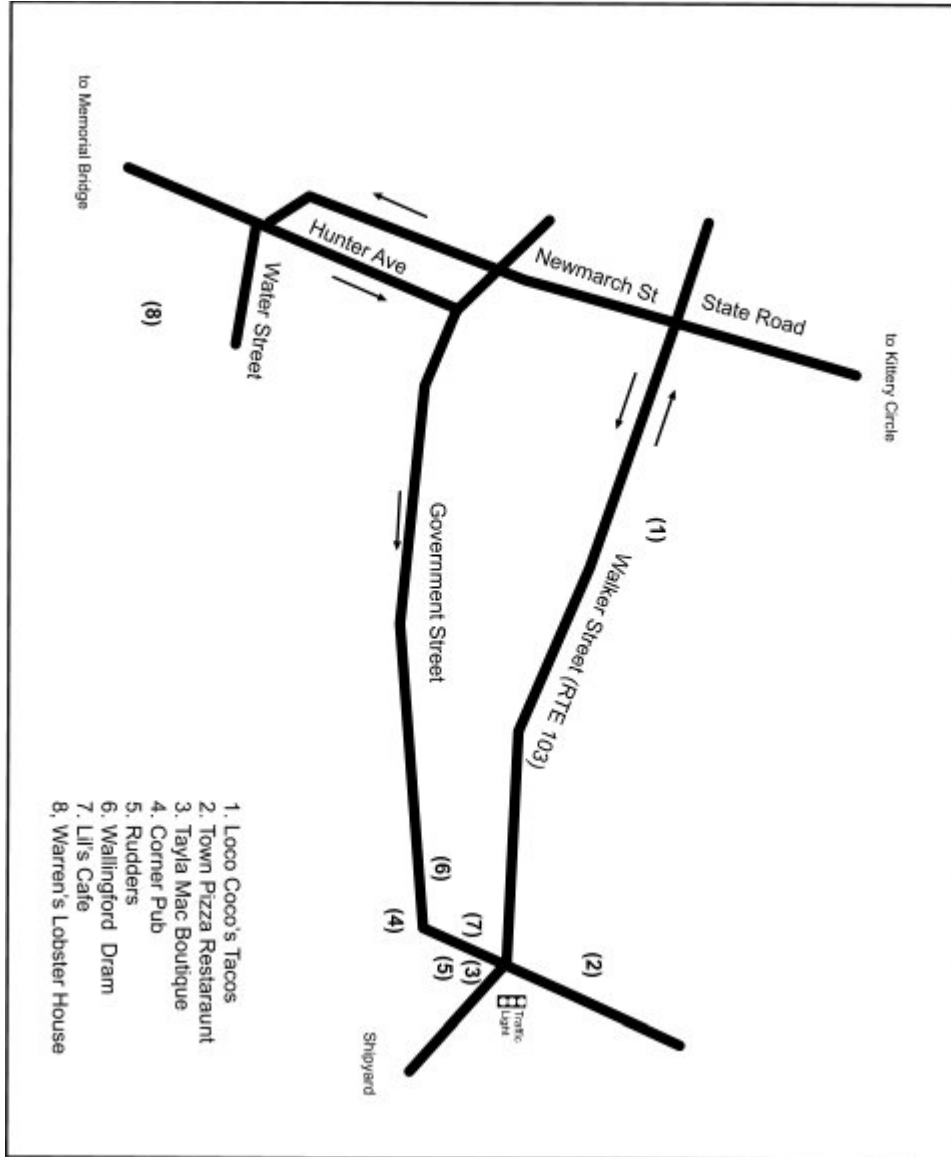 to Kittery Circle
State Road
Newmarch St
Hunter Ave
to Memorial Bridge
Water Street
(8)
(1)
Walker Street (RTE 103)
Government Street
(2)
Traffic
Light
(7)
(3)
(6)
(5)
(4)
Shipyard
1. Loco Coco's Tacos
2. Town Pizza Restaraunt
3. Tayla Mac Boutique
4. Corner Pub
5. Rudders
6. Wallingford Dram
7. Lil's Cafe
8, Warren's Lobster House